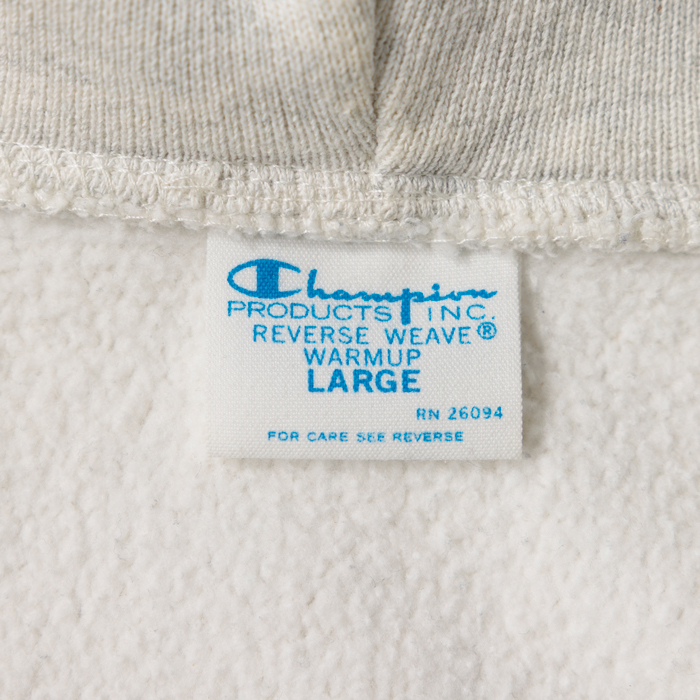 Champion
PRODUCTS INC.
REVERSE WEAVE®
WARMUP
LARGE
RN 26094
FOR CARE SEE REVERSE